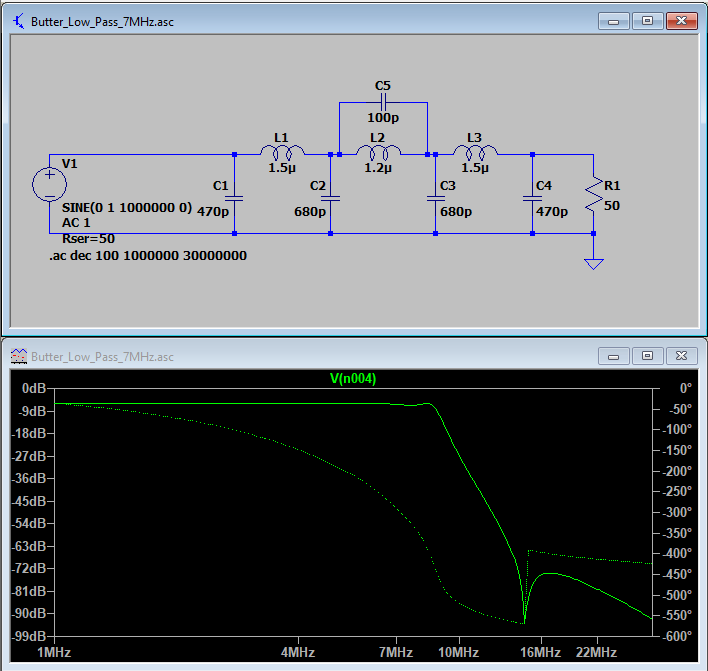 Butter_Low_Pass_7MHz.asc
C5
100p
L1
L2
L3
1.5µ
1.2µ
1.5µ
V1
C1
C2
C3
C4
R1
470p
680p
680p
470p
50
SINE(0 1 1000000 0)
AC 1
Rser=50
.ac dec 100 1000000 30000000
Butter_Low_Pass_7MHz.asc
V(n004)
0dB
-9dB
-18dB
-27dB
-36dB
-45dB
-54dB
-63dB
-72dB
-81dB
-90dB
-99dB
0°
-50°
-100°
-150°
-200°
-250°
-300°
-350°
-400°
-450°
-500°
-550°
-600°
1MHz 4MHz 7MHz 10MHz 16MHz 22MHz